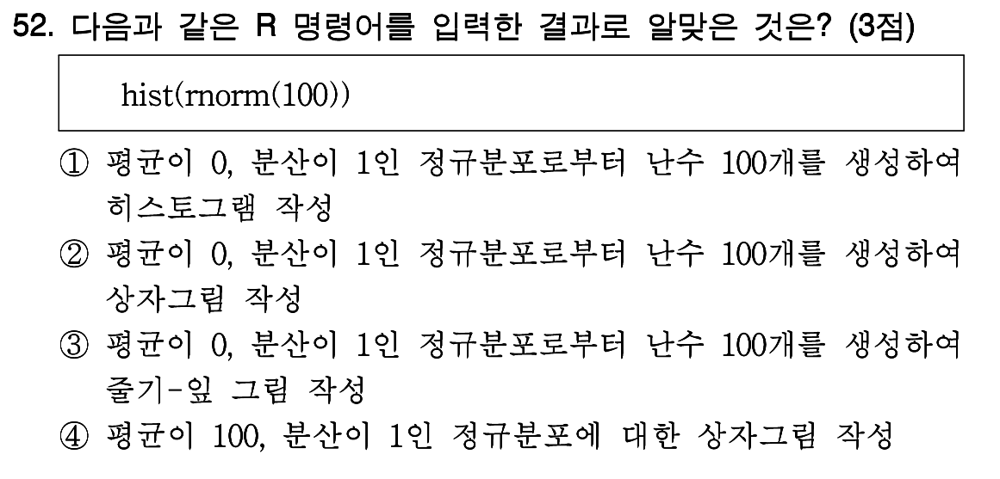 52. 다음과 같은 R 명령어를 입력한 결과로 알맞은 것은? (3점)
hist(rnorm(100))
① 평균이 0, 분산이 1인 정규분포로부터 난수 100개를 생성하여
히스토그램 작성
② 평균이 0, 분산이 1인 정규분포로부터 난수 100개를 생성하여
상자그림 작성
③ 평균이 0, 분산이 1인 정규분포로부터 난수 100개를 생성하여
줄기-잎 그림 작성
④ 평균이 100, 분산이 1인 정규분포에 대한 상자그림 작성